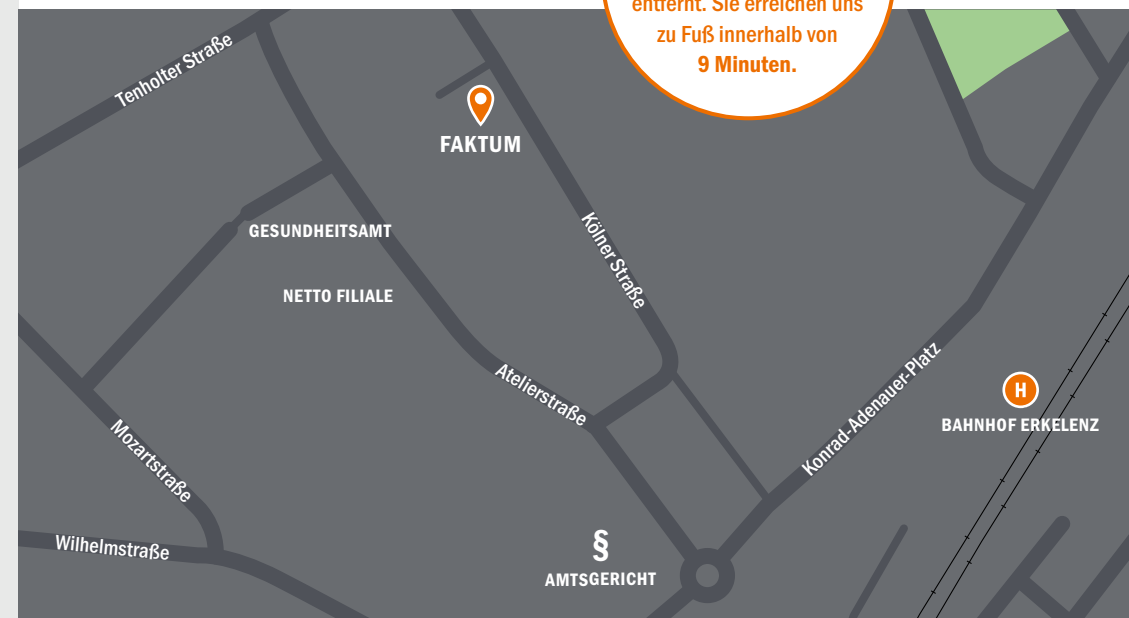 entfernt. Sie erreichen uns
zu Fuß innerhalb von
9 Minuten.
Tenholter Straße
FAKTUM
Kölner Straße
GESUNDHEITSAMT
NETTO FILIALE
Atelierstraße
Konrad-Adenauer-Platz
H
BAHNHOF ERKELENZ
Mozartstraße
Wilhelmstraße
§
AMTSGERICHT